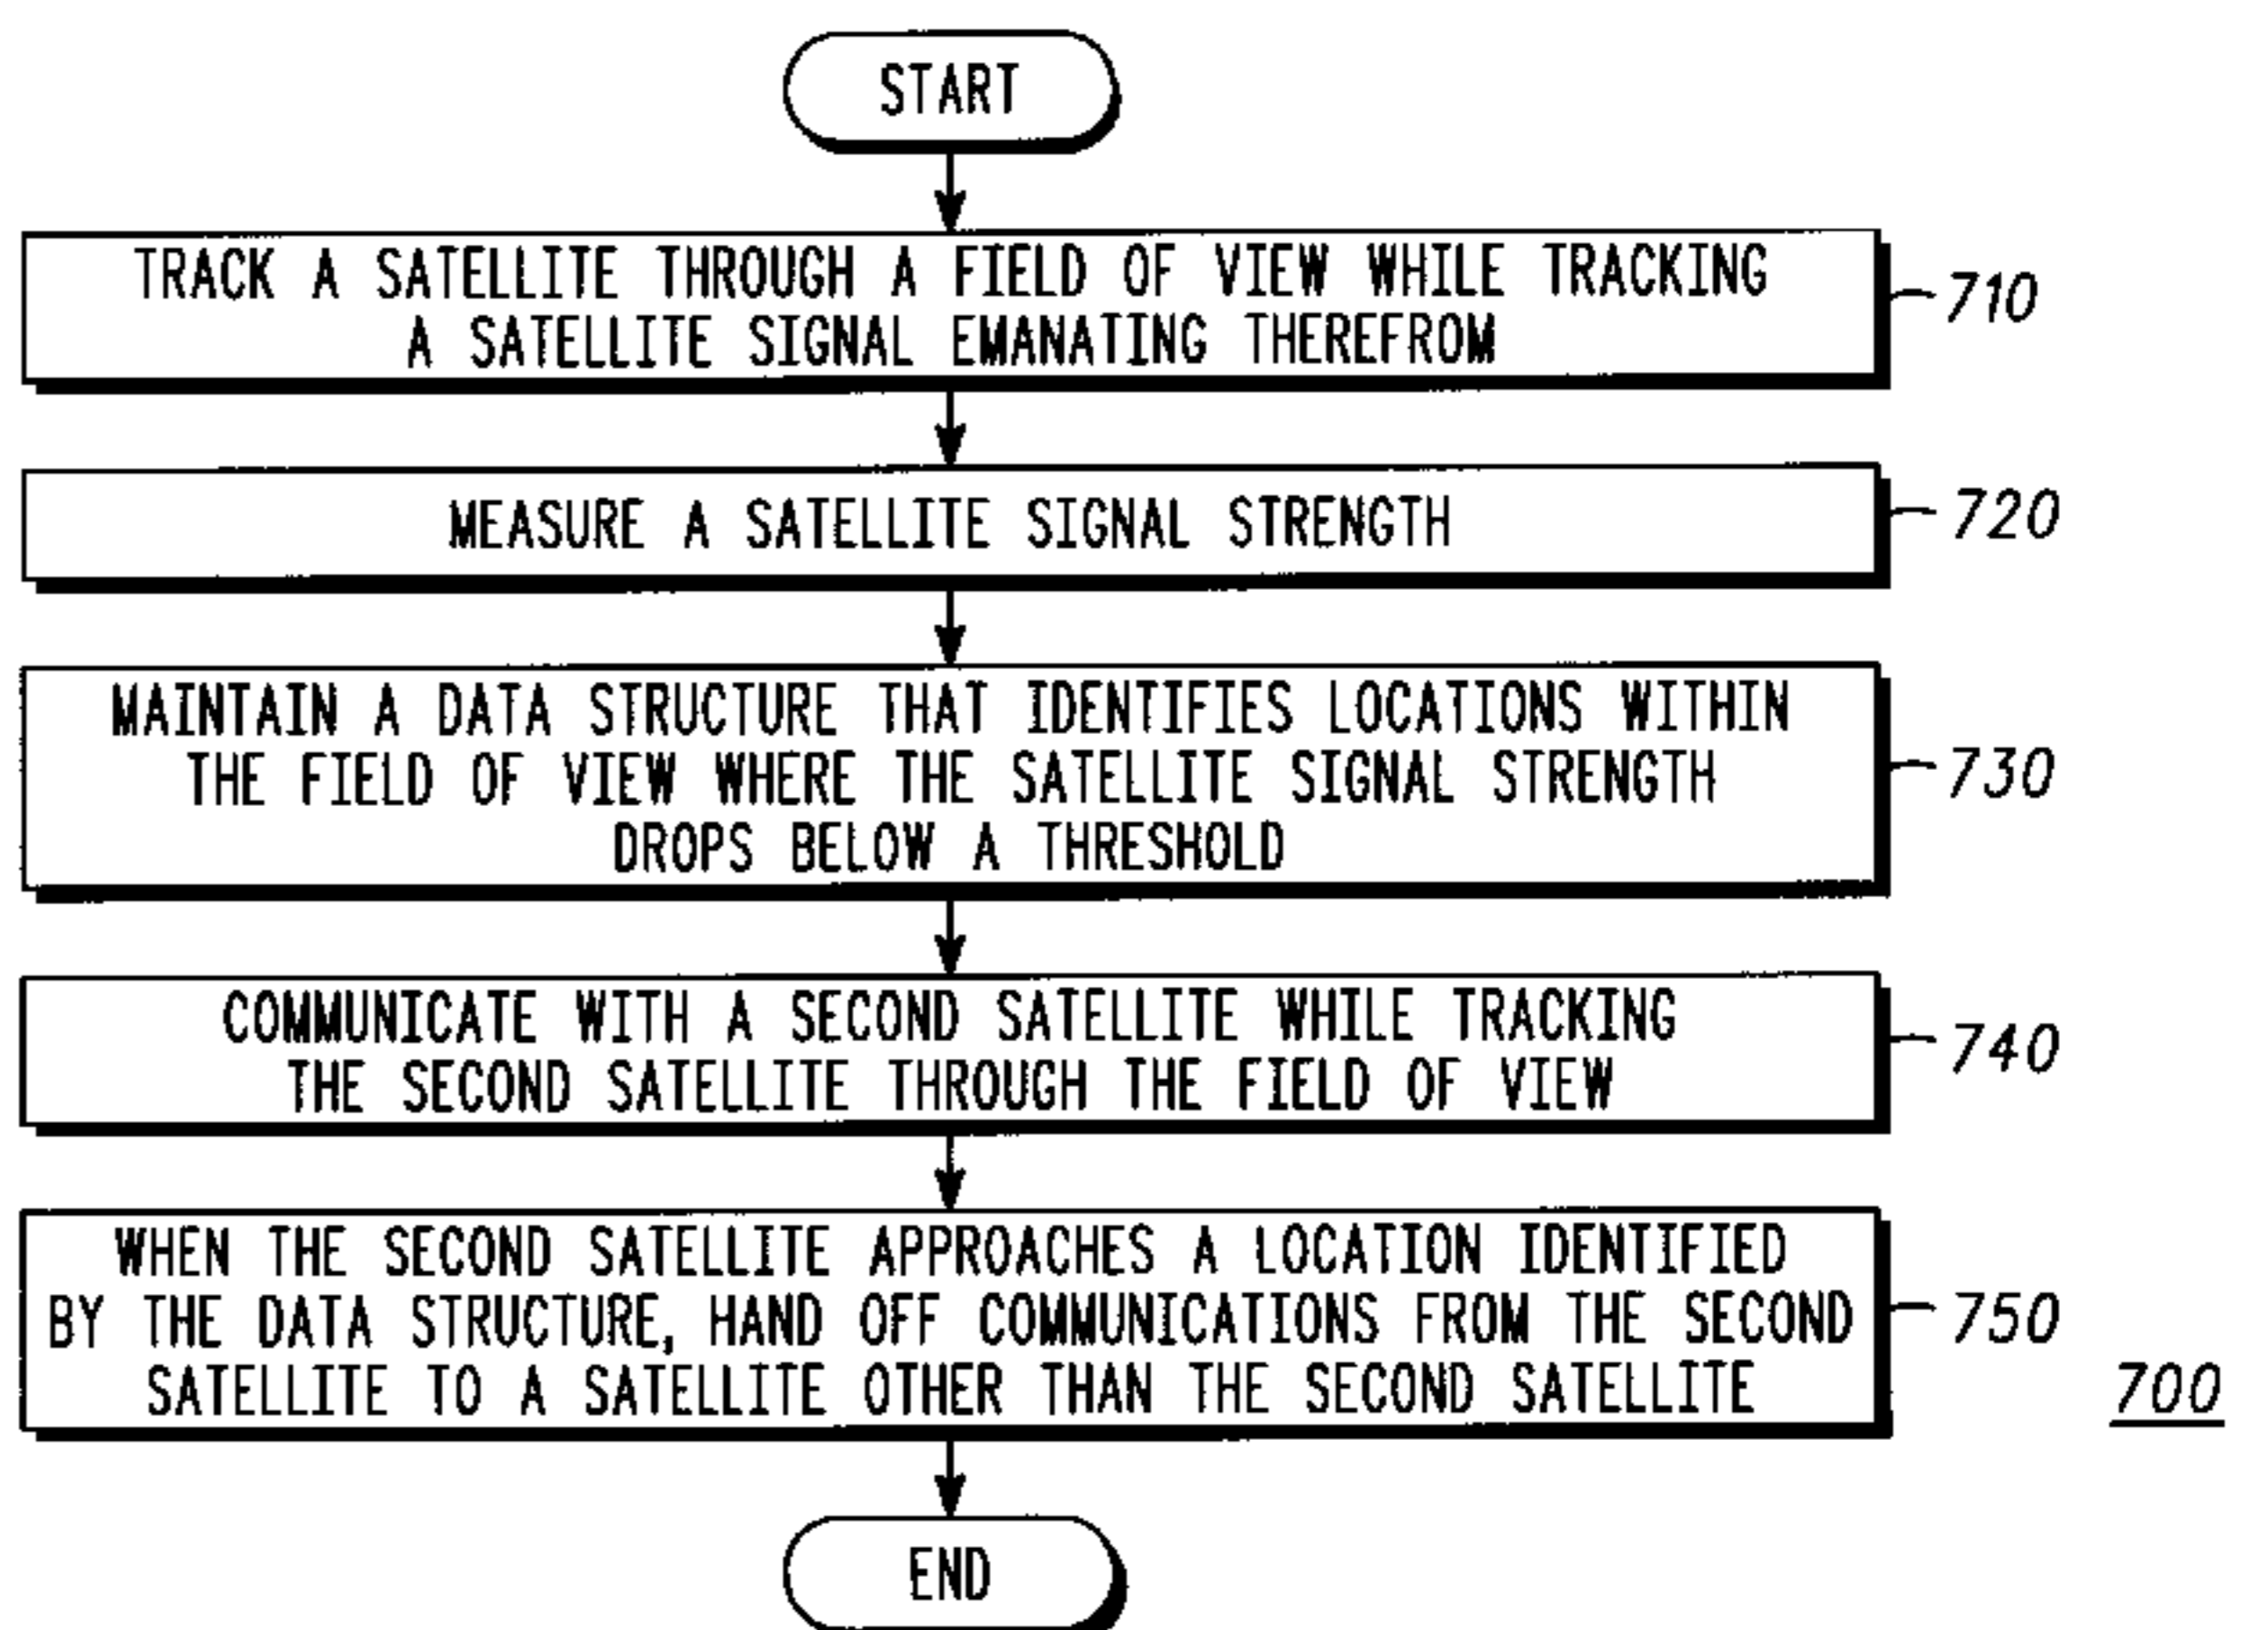 START
TRACK A SATELLITE THROUGH A FIELD OF VIEW WHILE TRACKING
A SATELLITE SIGNAL EMANATING THEREFROM
710
MEASURE A SATELLITE SIGNAL STRENGTH
720
MAINTAIN A DATA STRUCTURE THAT IDENTIFIES LOCATIONS WITHIN
THE FIELD OF VIEW WHERE THE SATELLITE SIGNAL STRENGTH
DROPS BELOW A THRESHOLD
730
COMMUNICATE WITH A SECOND SATELLITE WHILE TRACKING
THE SECOND SATELLITE THROUGH THE FIELD OF VIEW
740
WHEN THE SECOND SATELLITE APPROACHES A LOCATION IDENTIFIED
BY THE DATA STRUCTURE, HAND OFF COMMUNICATIONS FROM THE SECOND
SATELLITE TO A SATELLITE OTHER THAN THE SECOND SATELLITE
750
700
END